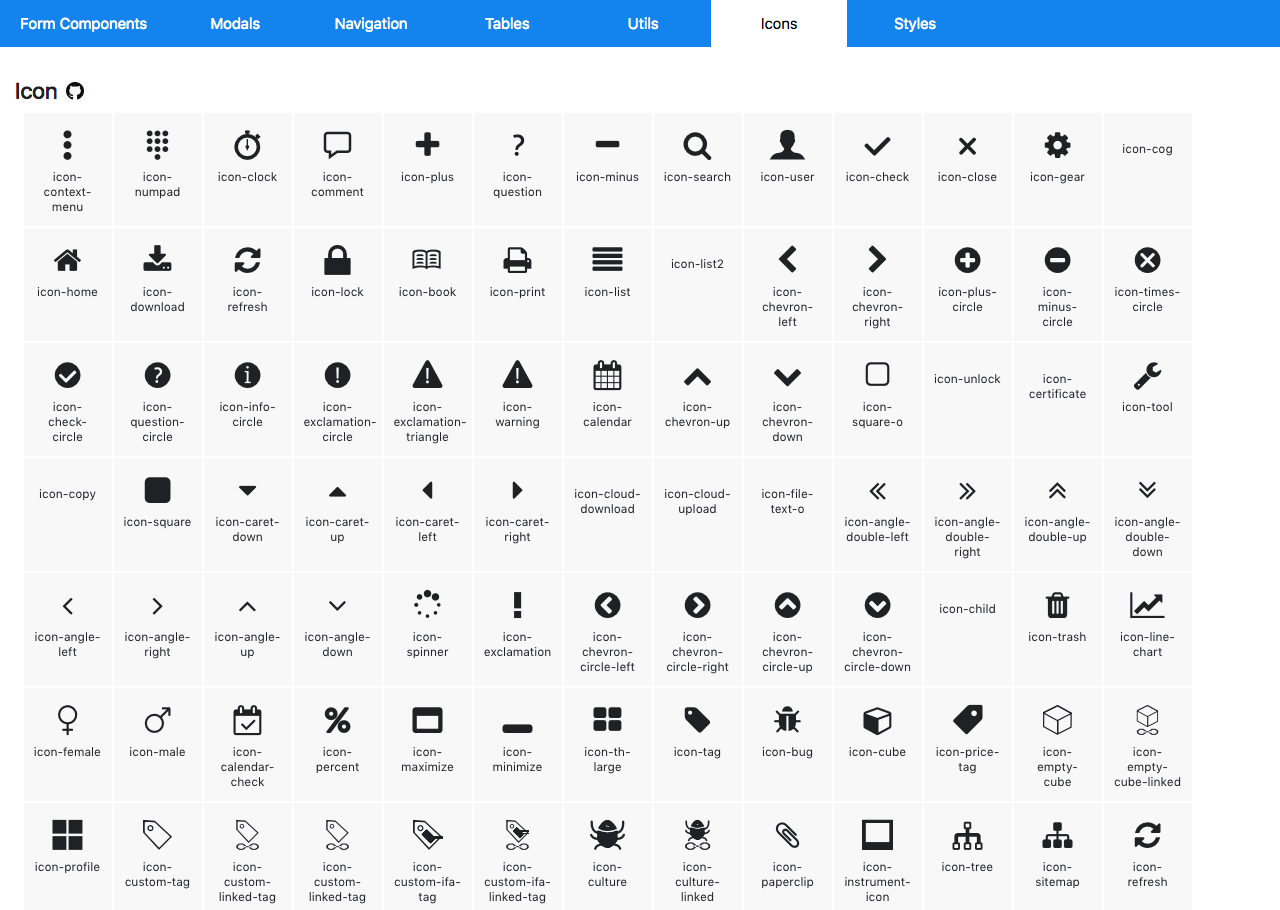 Form Components Modals Navigation Tables Utils Icons Styles
Icon
icon-context-menu icon-numpad icon-clock icon-comment icon-plus icon-question icon-minus icon-search icon-user icon-check icon-close icon-gear icon-cog
icon-home icon-download icon-refresh icon-lock icon-book icon-print icon-list icon-list2 icon-chevron-left icon-chevron-right icon-plus-circle icon-minus-circle icon-times-circle
icon-check-circle icon-question-circle icon-info-circle icon-exclamation-circle icon-exclamation-triangle icon-warning icon-calendar icon-chevron-up icon-chevron-down icon-square-o icon-unlock icon-certificate icon-tool
icon-copy icon-square icon-caret-down icon-caret-up icon-caret-left icon-caret-right icon-cloud-download icon-cloud-upload icon-file-text-o icon-angle-double-left icon-angle-double-right icon-angle-double-up icon-angle-double-down
icon-angle-left icon-angle-right icon-angle-up icon-angle-down icon-spinner icon-exclamation icon-chevron-circle-left icon-chevron-circle-right icon-chevron-circle-up icon-chevron-circle-down icon-child icon-trash icon-line-chart
icon-female icon-male icon-calendar-check icon-percent icon-maximize icon-minimize icon-th-large icon-tag icon-bug icon-cube icon-price-tag icon-empty-cube icon-empty-cube-linked
icon-profile icon-custom-tag icon-custom-linked-tag icon-custom-linked-tag icon-custom-ifa-tag icon-custom-ifa-linked-tag icon-culture icon-culture-linked icon-paperclip icon-instrument-icon icon-tree icon-sitemap icon-refresh